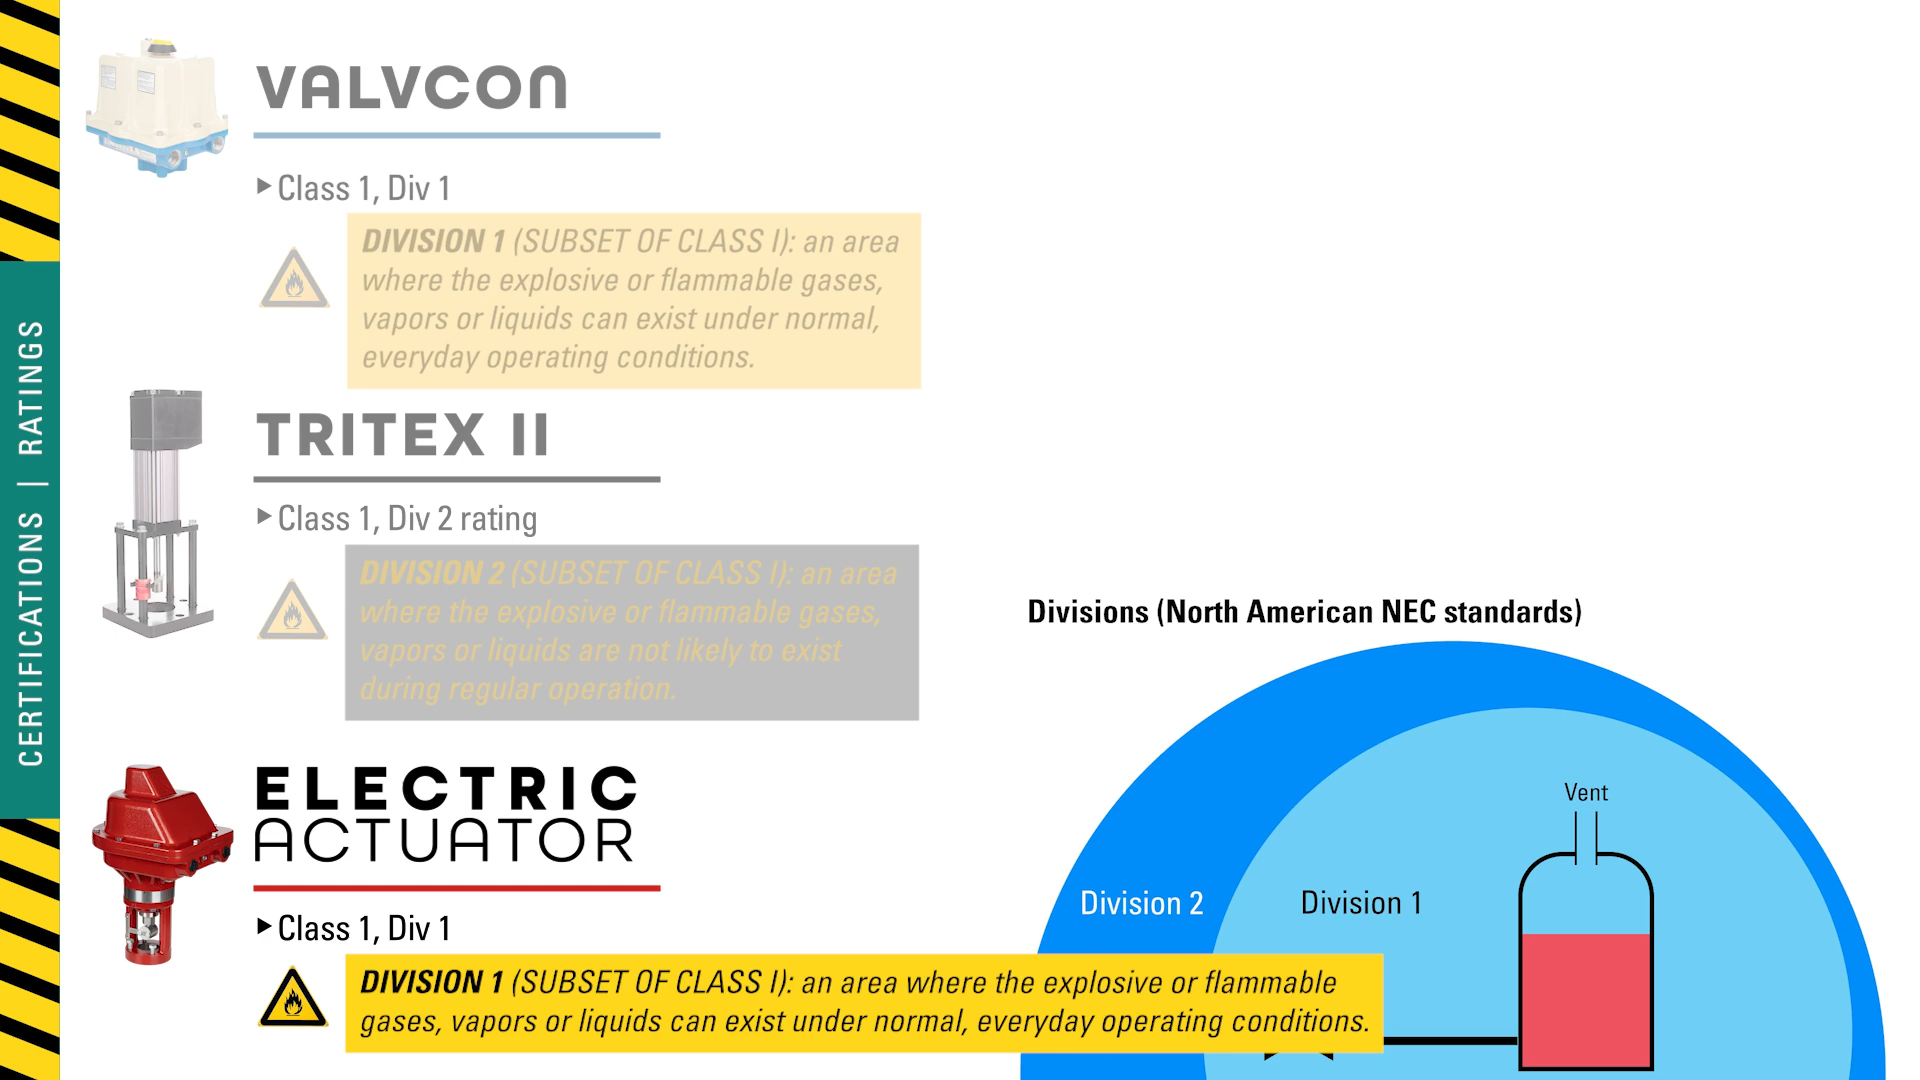 CERTIFICATIONS | RATINGS
VALVCON
Class 1, Div 1
DIVISION 1 (SUBSET OF CLASS I): an area
where the explosive or flammable gases,
vapors or liquids can exist under normal,
everyday operating conditions.
TRITEX II
Class 1, Div 2 rating
DIVISION 2 (SUBSET OF CLASS I): an area
where the explosive or flammable gases,
vapors or liquids are not likely to exist
during regular operation.
ELECTRIC
ACTUATOR
Class 1, Div 1
DIVISION 1 (SUBSET OF CLASS I): an area where the explosive or flammable
gases, vapors or liquids can exist under normal, everyday operating conditions.
Divisions (North American NEC standards)
Vent
Division 2
Division 1